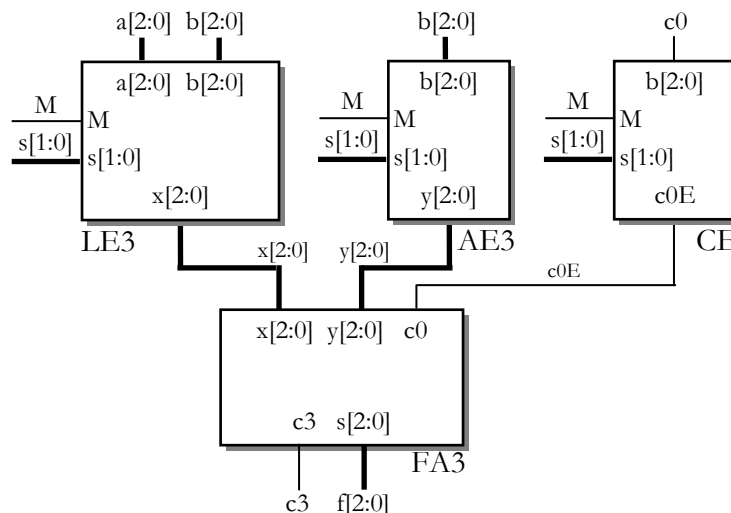 a[2:0] b[2:0]
b[2:0]
c0
a[2:0] b[2:0]
b[2:0]
b[2:0]
M
M
M
M
M
M
s[1:0]
s[1:0]
s[1:0]
s[1:0]
s[1:0]
s[1:0]
x[2:0]
y[2:0]
c0E
LE3
AE3
CE
x[2:0]
y[2:0]
c0E
x[2:0] y[2:0] c0
c3 s[2:0]
FA3
c3
f[2:0]